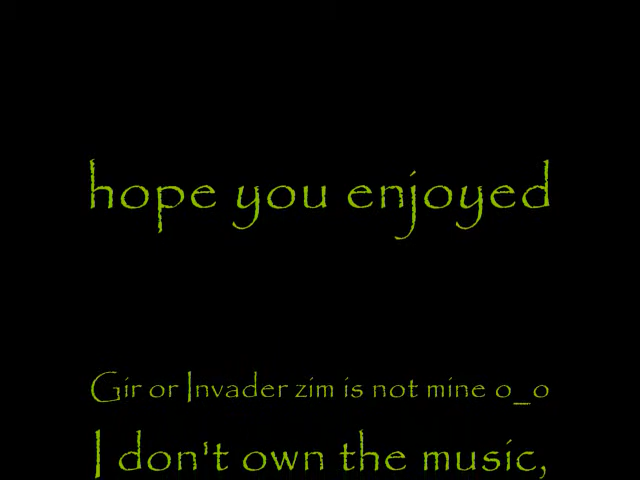 hope you enjoyed
Gir or Invader zim is not mine o_o
I don't own the music,